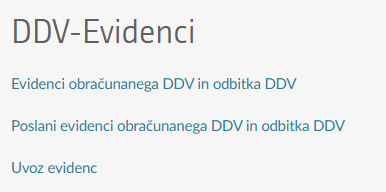 DDV-Evidenci
Evidenci obračunanega DDV in odbitka DDV
Poslani evidenci obračunanega DDV in odbitka DDV
Uvoz evidenc